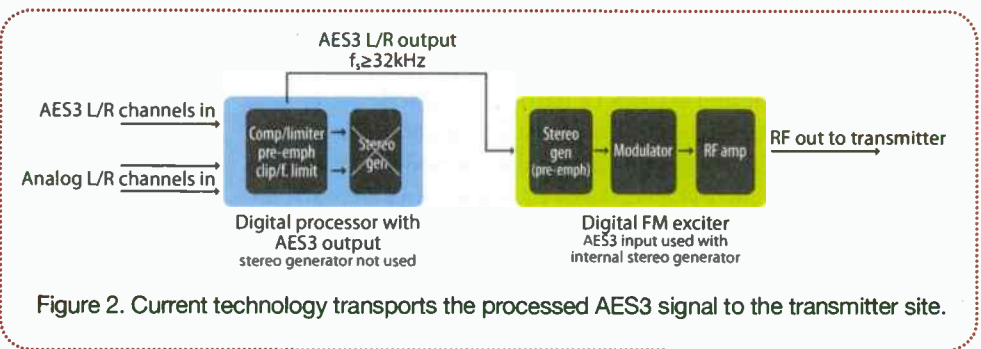 AES3 L/R output
fs≥32kHz
AES3 L/R channels in
Analog L/R channels in
Comp/limiter
pre-emph
clip/f. limit
Stereo
gen
Stereo
gen
(pre-emph)
Modulator
RF amp
RF out to transmitter
Digital processor with
AES3 output
stereo generator not used
Digital FM exciter
AES3 input used with
internal stereo generator
Figure 2. Current technology transports the processed AES3 signal to the transmitter site.